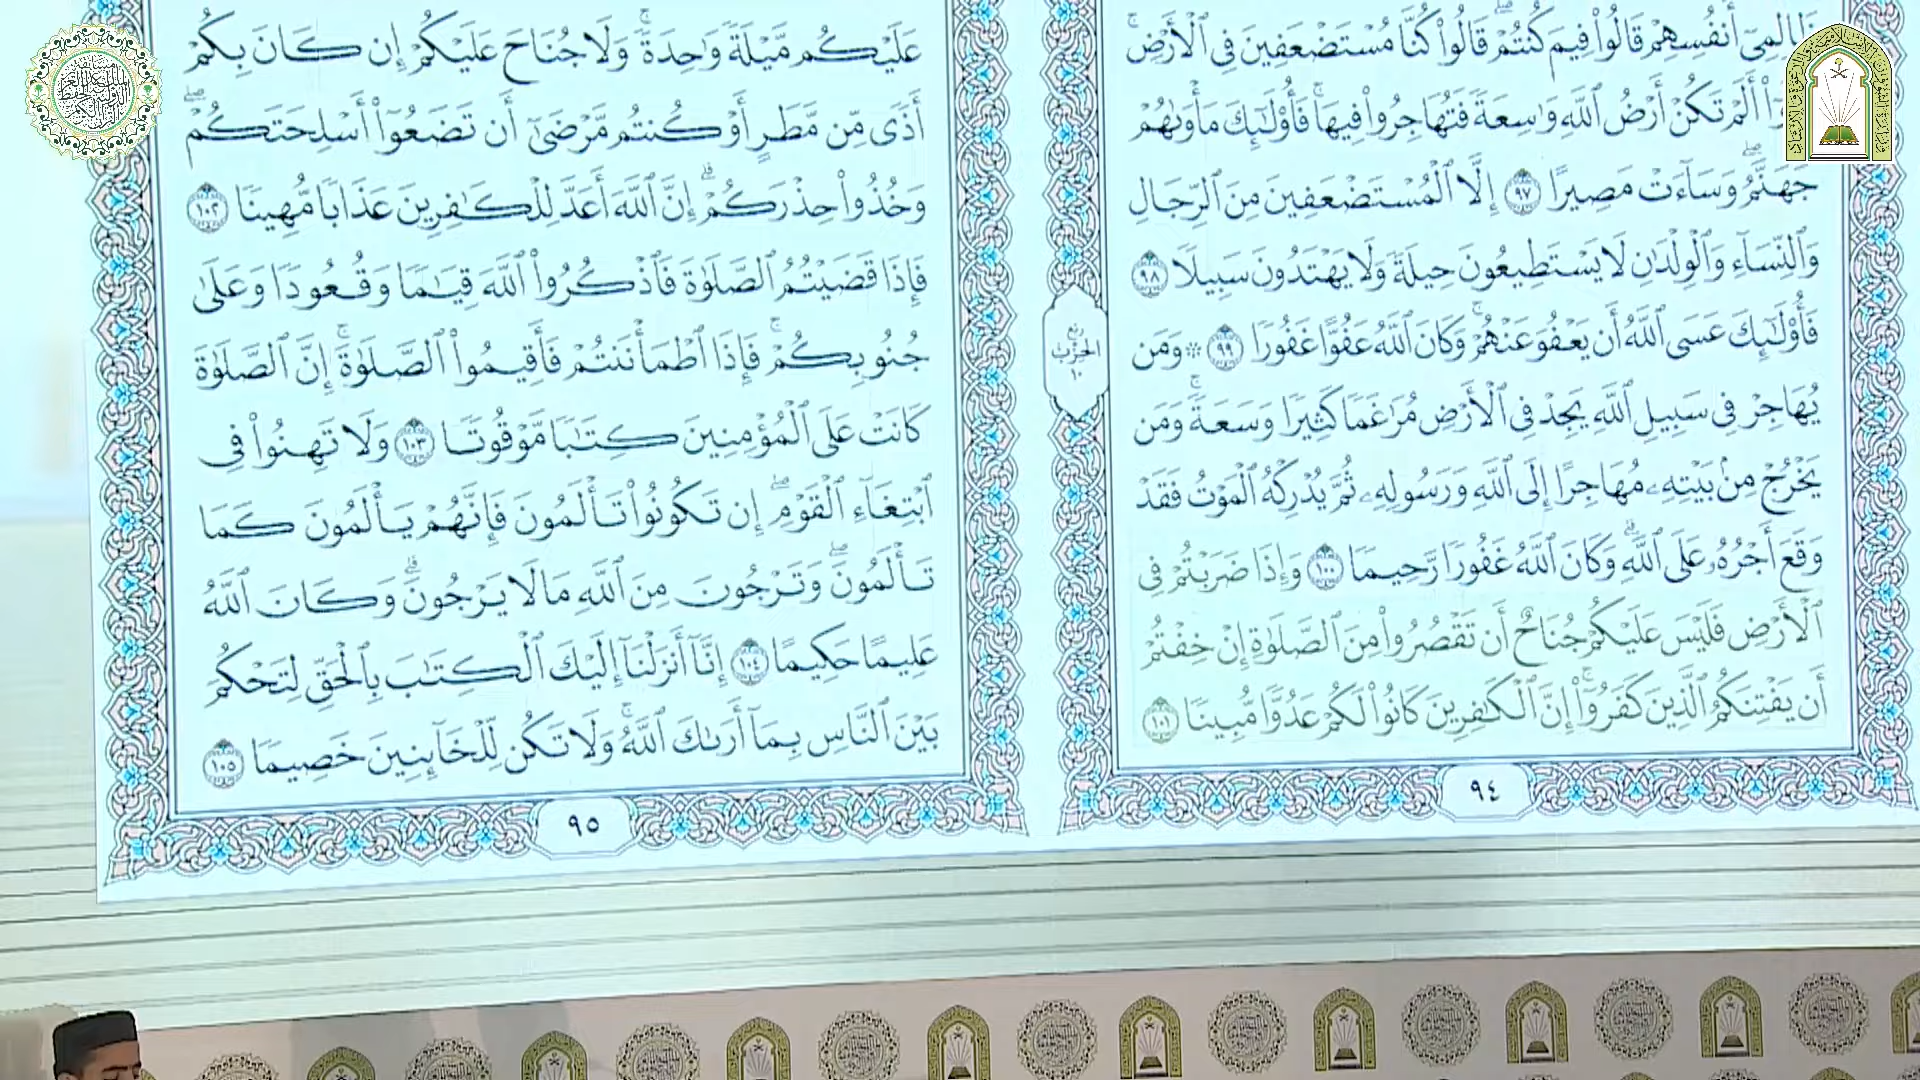 ظَالِمِىٓ أَنفُسِهِمْ قَالُوا۟ فِيمَ كُنتُمْ ۖ قَالُوا۟ كُنَّا مُسْتَضْعَفِينَ فِى ٱلْأَرْضِ ۚ
أَلَمْ تَكُنْ أَرْضُ ٱللَّهِ وَٰسِعَةً فَتُهَاجِرُوا۟ فِيهَا ۚ فَأُو۟لَـٰٓئِكَ مَأْوَىٰهُمْ
جَهَنَّمُ ۖ وَسَآءَتْ مَصِيرًا ٩٧ إِلَّا ٱلْمُسْتَضْعَفِينَ مِنَ ٱلرِّجَالِ
وَٱلنِّسَآءِ وَٱلْوِلْدَٰنِ لَا يَسْتَطِيعُونَ حِيلَةً وَلَا يَهْتَدُونَ سَبِيلًا ٩٨
فَأُو۟لَـٰٓئِكَ عَسَى ٱللَّهُ أَن يَعْفُوَ عَنْهُمْ ۚ وَكَانَ ٱللَّهُ عَفُوًّا غَفُورًا ٩٩ ۞ وَمَن
يُهَاجِرْ فِى سَبِيلِ ٱللَّهِ يَجِدْ فِى ٱلْأَرْضِ مُرَٰغَمًا كَثِيرًا وَسَعَةً ۚ وَمَن
يَخْرُجْ مِنۢ بَيْتِهِۦ مُهَاجِرًا إِلَى ٱللَّهِ وَرَسُولِهِۦ ثُمَّ يُدْرِكْهُ ٱلْمَوْتُ فَقَدْ
وَقَعَ أَجْرُهُۥ عَلَى ٱللَّهِ ۗ وَكَانَ ٱللَّهُ غَفُورًا رَّحِيمًا ١٠٠ وَإِذَا ضَرَبْتُمْ فِى
ٱلْأَرْضِ فَلَيْسَ عَلَيْكُمْ جُنَاحٌ أَن تَقْصُرُوا۟ مِنَ ٱلصَّلَوٰةِ إِنْ خِفْتُمْ
أَن يَفْتِنَكُمُ ٱلَّذِينَ كَفَرُوٓا۟ ۚ إِنَّ ٱلْكَـٰفِرِينَ كَانُوا۟ لَكُمْ عَدُوًّا مُّبِينًا ١٠١
٩٤
ربع
الحزب
١٠
عَلَيْكُم مَّيْلَةً وَٰحِدَةً ۚ وَلَا جُنَاحَ عَلَيْكُمْ إِن كَانَ بِكُمْ
أَذًى مِّن مَّطَرٍ أَوْ كُنتُم مَّرْضَىٰٓ أَن تَضَعُوٓا۟ أَسْلِحَتَكُمْ ۖ
وَخُذُوا۟ حِذْرَكُمْ ۗ إِنَّ ٱللَّهَ أَعَدَّ لِلْكَـٰفِرِينَ عَذَابًا مُّهِينًا ١٠٢
فَإِذَا قَضَيْتُمُ ٱلصَّلَوٰةَ فَٱذْكُرُوا۟ ٱللَّهَ قِيَـٰمًا وَقُعُودًا وَعَلَىٰ
جُنُوبِكُمْ ۚ فَإِذَا ٱطْمَأْنَنتُمْ فَأَقِيمُوا۟ ٱلصَّلَوٰةَ ۚ إِنَّ ٱلصَّلَوٰةَ
كَانَتْ عَلَى ٱلْمُؤْمِنِينَ كِتَـٰبًا مَّوْقُوتًا ١٠٣ وَلَا تَهِنُوا۟ فِى
ٱبْتِغَآءِ ٱلْقَوْمِ ۖ إِن تَكُونُوا۟ تَأْلَمُونَ فَإِنَّهُمْ يَأْلَمُونَ كَمَا
تَأْلَمُونَ ۖ وَتَرْجُونَ مِنَ ٱللَّهِ مَا لَا يَرْجُونَ ۗ وَكَانَ ٱللَّهُ
عَلِيمًا حَكِيمًا ١٠٤ إِنَّآ أَنزَلْنَآ إِلَيْكَ ٱلْكِتَـٰبَ بِٱلْحَقِّ لِتَحْكُمَ
بَيْنَ ٱلنَّاسِ بِمَآ أَرَىٰكَ ٱللَّهُ ۚ وَلَا تَكُن لِّلْخَآئِنِينَ خَصِيمًا ١٠٥
٩٥